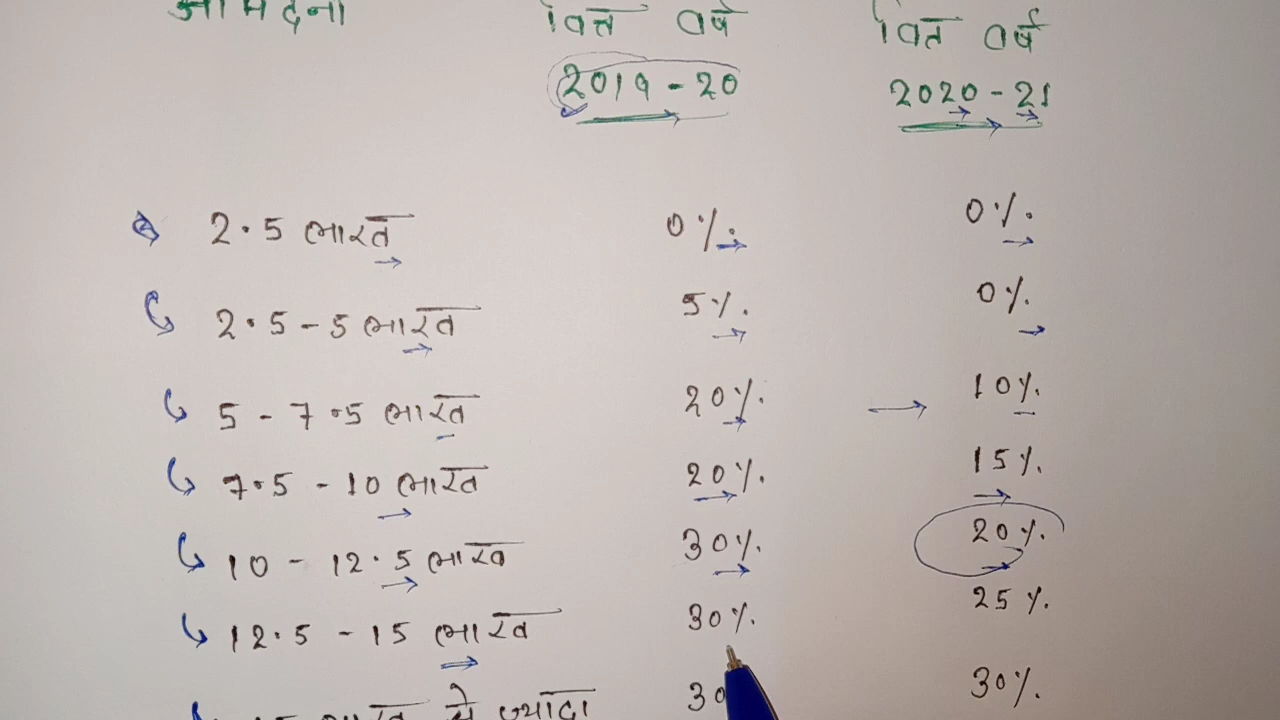 आमदनी वित्त वर्ष वित्त वर्ष
2019-20 2020-21
2.5 लाख 0% 0%
2.5-5 लाख 5% 0%
5-7.5 लाख 20% 10%
7.5-10 लाख 20% 15%
10-12.5 लाख 30% 20%
12.5-15 लाख 30% 25%
लाख से ज्यादा 30 30%